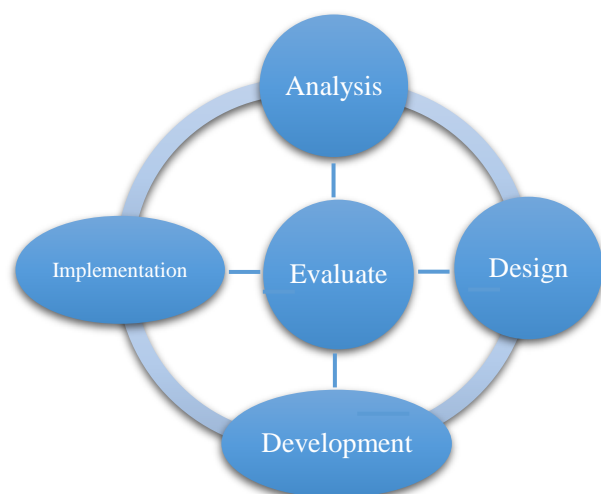 Analysis
Implementation
Evaluate
Design
Development